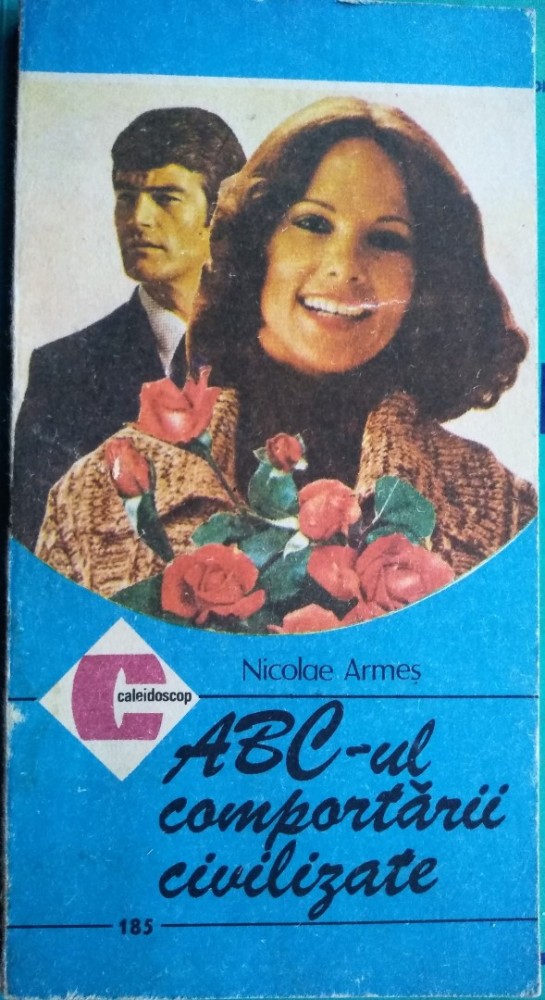 Nicolae Armeș
caleidoscop
ABC-ul
comportării
civilizate
185